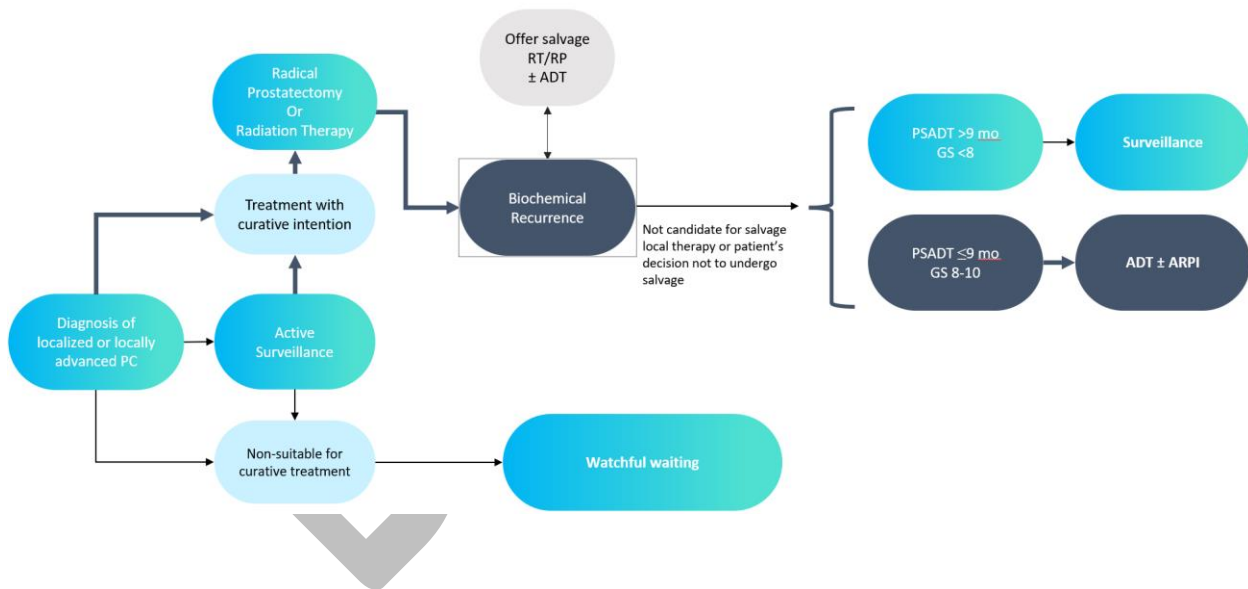 Offer salvage
RT/RP
± ADT
Radical
Prostatectomy
Or
Radiation Therapy
PSADT >9 mo
GS <8
Surveillance
Treatment with
curative intention
Biochemical
Recurrence
Not candidate for salvage
local therapy or patient’s
decision not to undergo
salvage
PSADT ≤9 mo
GS 8-10
ADT ± ARPI
Diagnosis of
localized or locally
advanced PC
Active
Surveillance
Non-suitable for
curative treatment
Watchful waiting